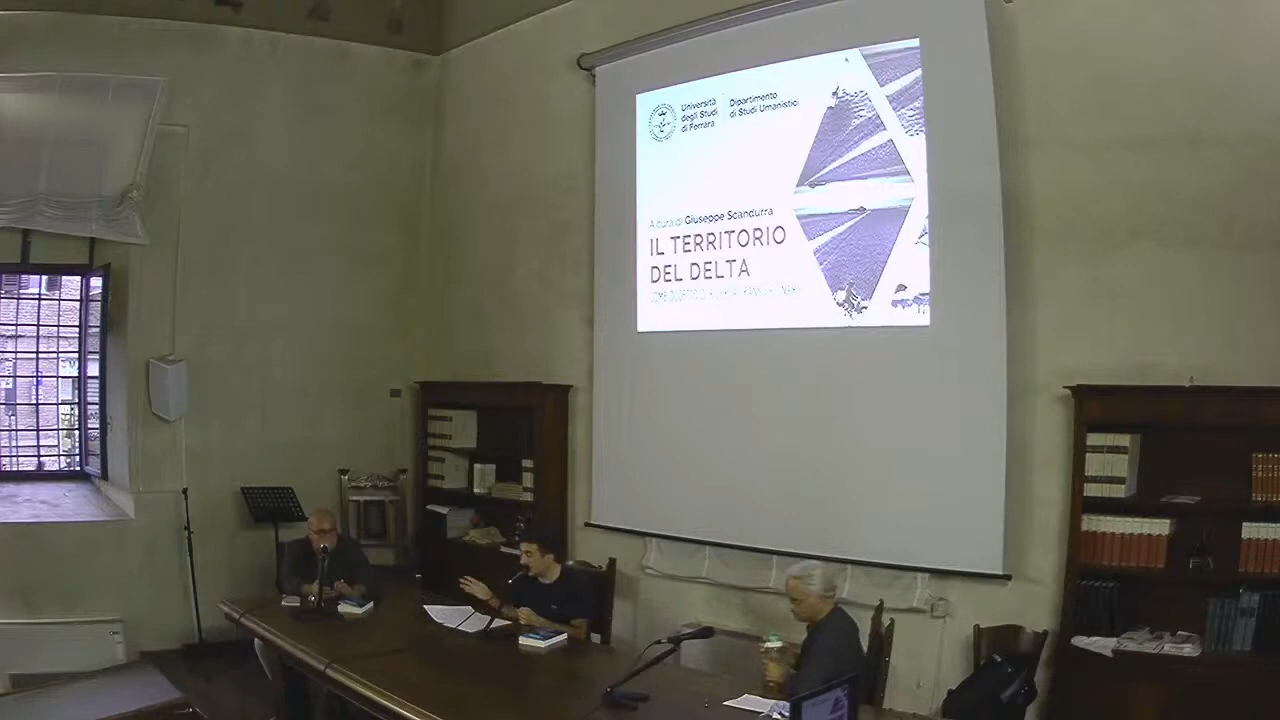 Università
degli Studi
di Ferrara
Dipartimento
di Studi Umanistici
A cura di Giuseppe Scandurra
IL TERRITORIO
DEL DELTA